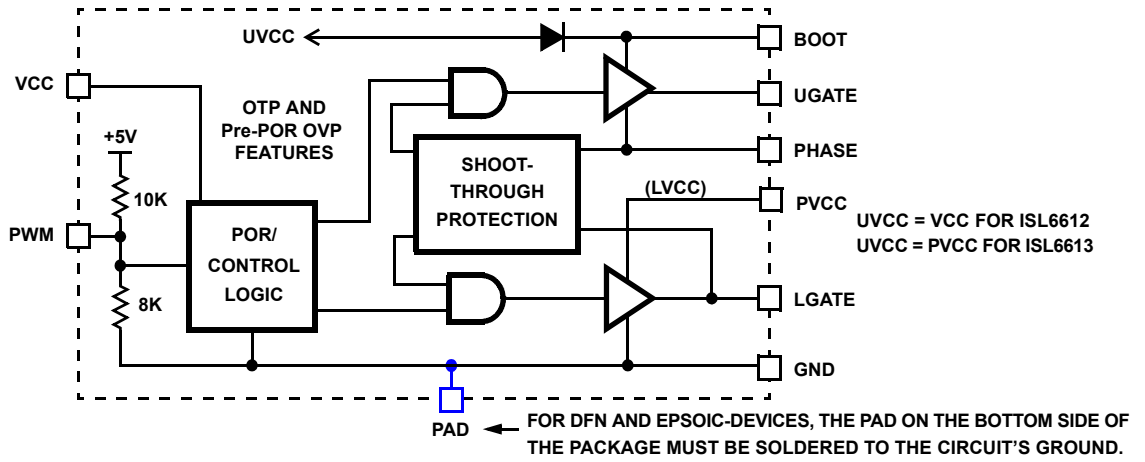 UVCC
BOOT
VCC
OTP AND
Pre-POR OVP
FEATURES
UGATE
+5V
SHOOT-
THROUGH
PROTECTION
PHASE
10K
(LVCC)
PVCC
UVCC = VCC FOR ISL6612
UVCC = PVCC FOR ISL6613
PWM
POR/
CONTROL
LOGIC
8K
LGATE
GND
PAD
FOR DFN AND EPSOIC-DEVICES, THE PAD ON THE BOTTOM SIDE OF
THE PACKAGE MUST BE SOLDERED TO THE CIRCUIT'S GROUND.